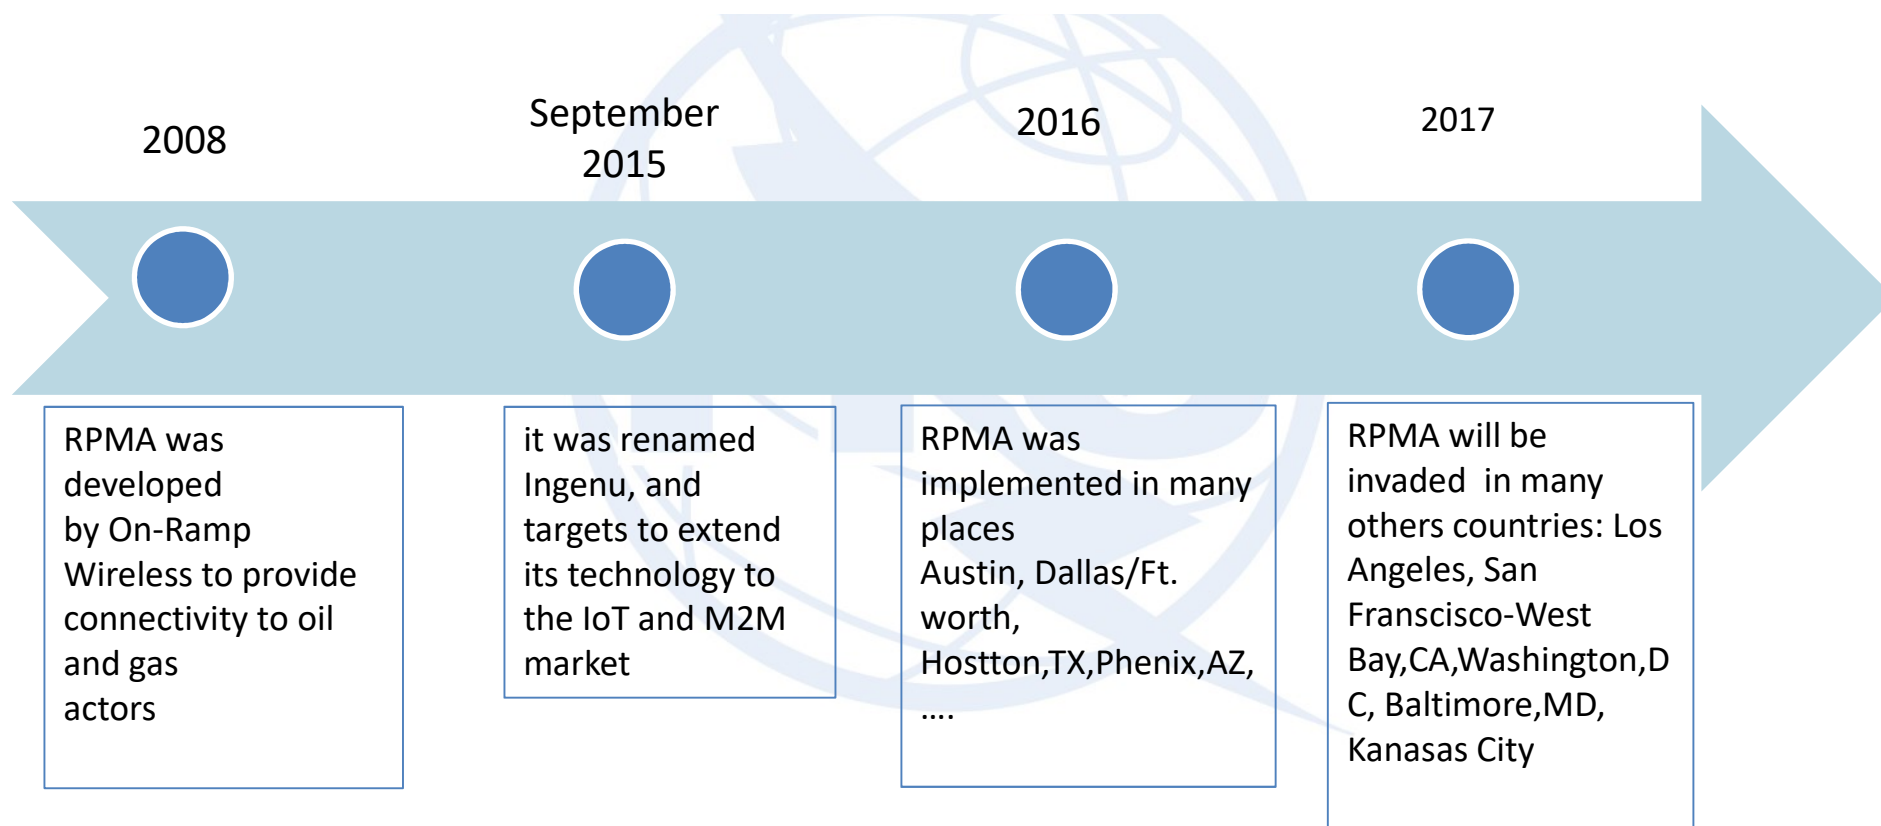 2008
September
2015
2016
2017
RPMA was
developed
by On-Ramp
Wireless to provide
connectivity to oil
and gas
actors
it was renamed
Ingenu, and
targets to extend
its technology to
the IoT and M2M
market
RPMA was
implemented in many
places
Austin, Dallas/Ft.
worth,
Hostton,TX,Phenix,AZ,
....
RPMA will be
invaded  in many
others countries: Los
Angeles, San
Franscisco-West
Bay,CA,Washington,D
C, Baltimore,MD,
Kanasas City